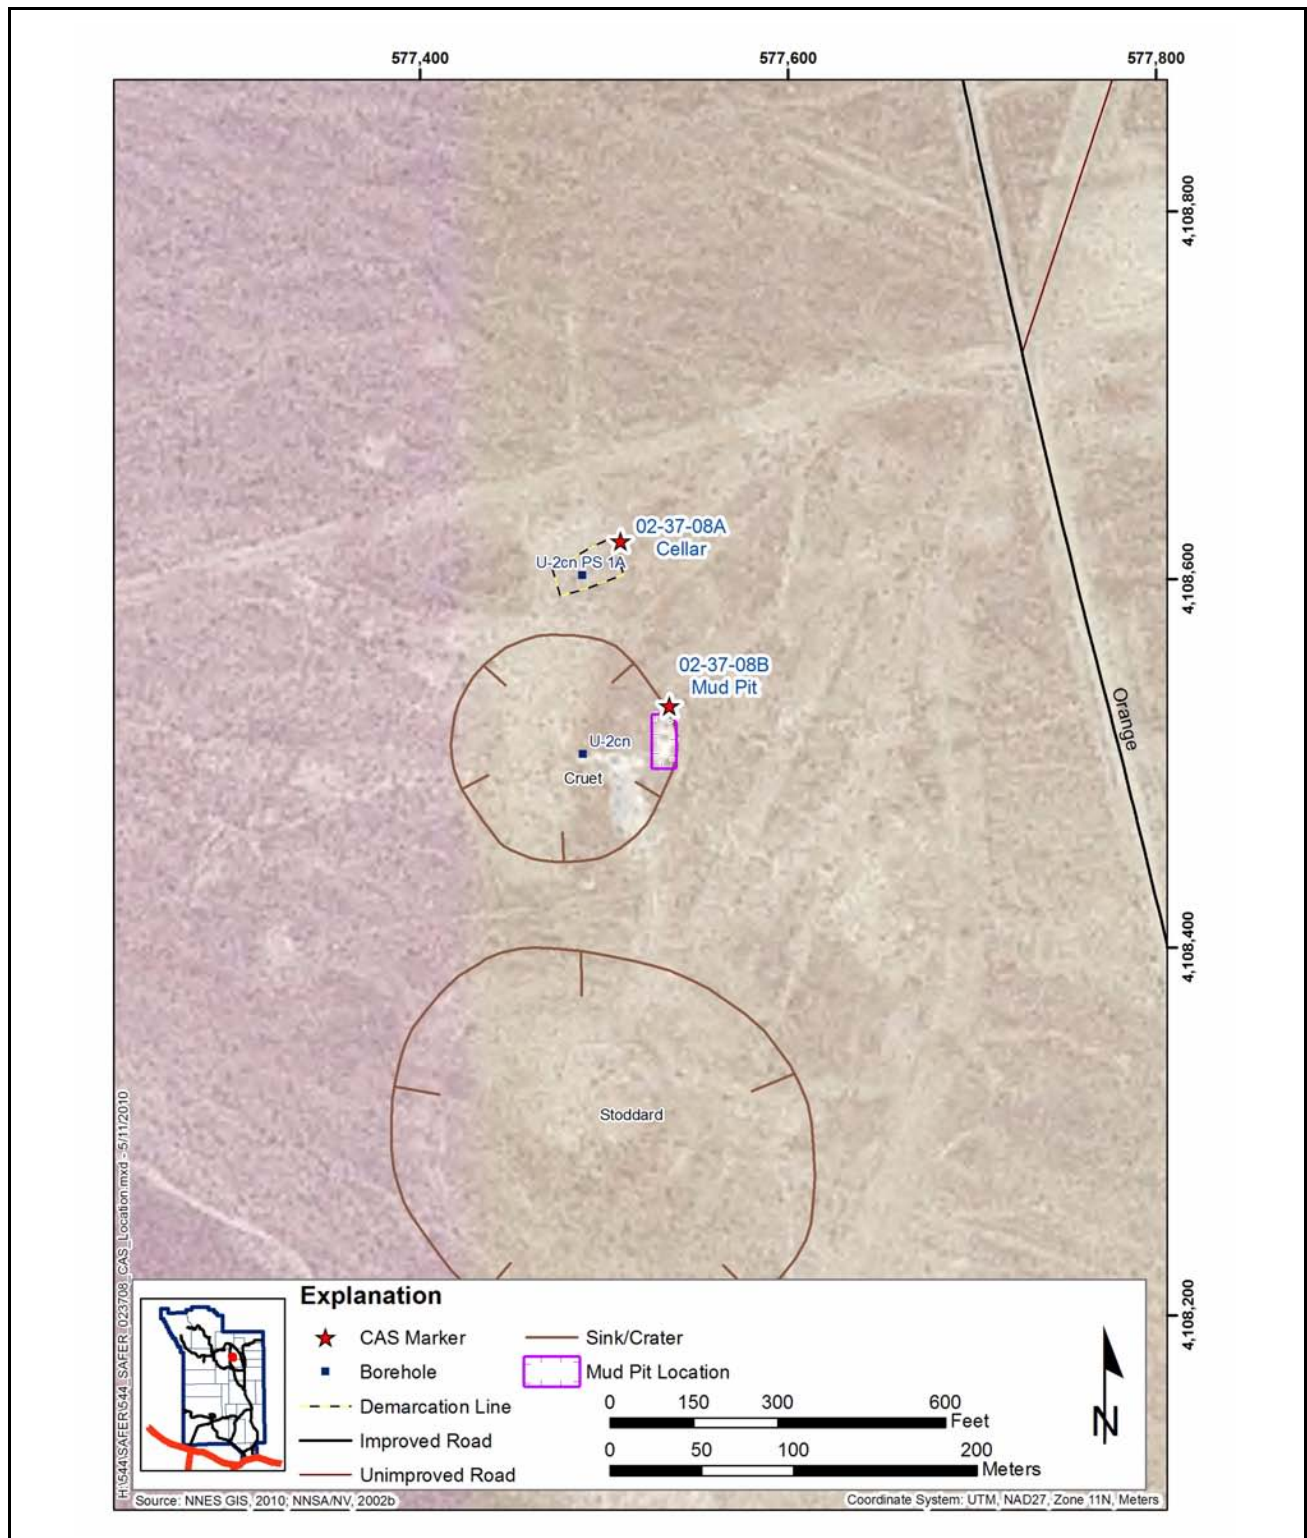 577,400
577,600
577,800
4,108,800
02-37-08A
Cellar
U-2cn PS 1A
4,108,600
02-37-08B
Mud Pit
Orange
U-2cn
Cruet
4,108,400
Stoddard
4,108,200
H:\544\SAFER\544_SAFER_023708_CAS_Location.mxd - 5/11/2010
Explanation
CAS Marker
Borehole
Demarcation Line
Improved Road
Unimproved Road
Sink/Crater
Mud Pit Location
0 150 300 600
Feet
0 50 100 200
Meters
N
Source: NNES GIS, 2010; NNSA/NV, 2002b
Coordinate System: UTM, NAD27, Zone 11N, Meters